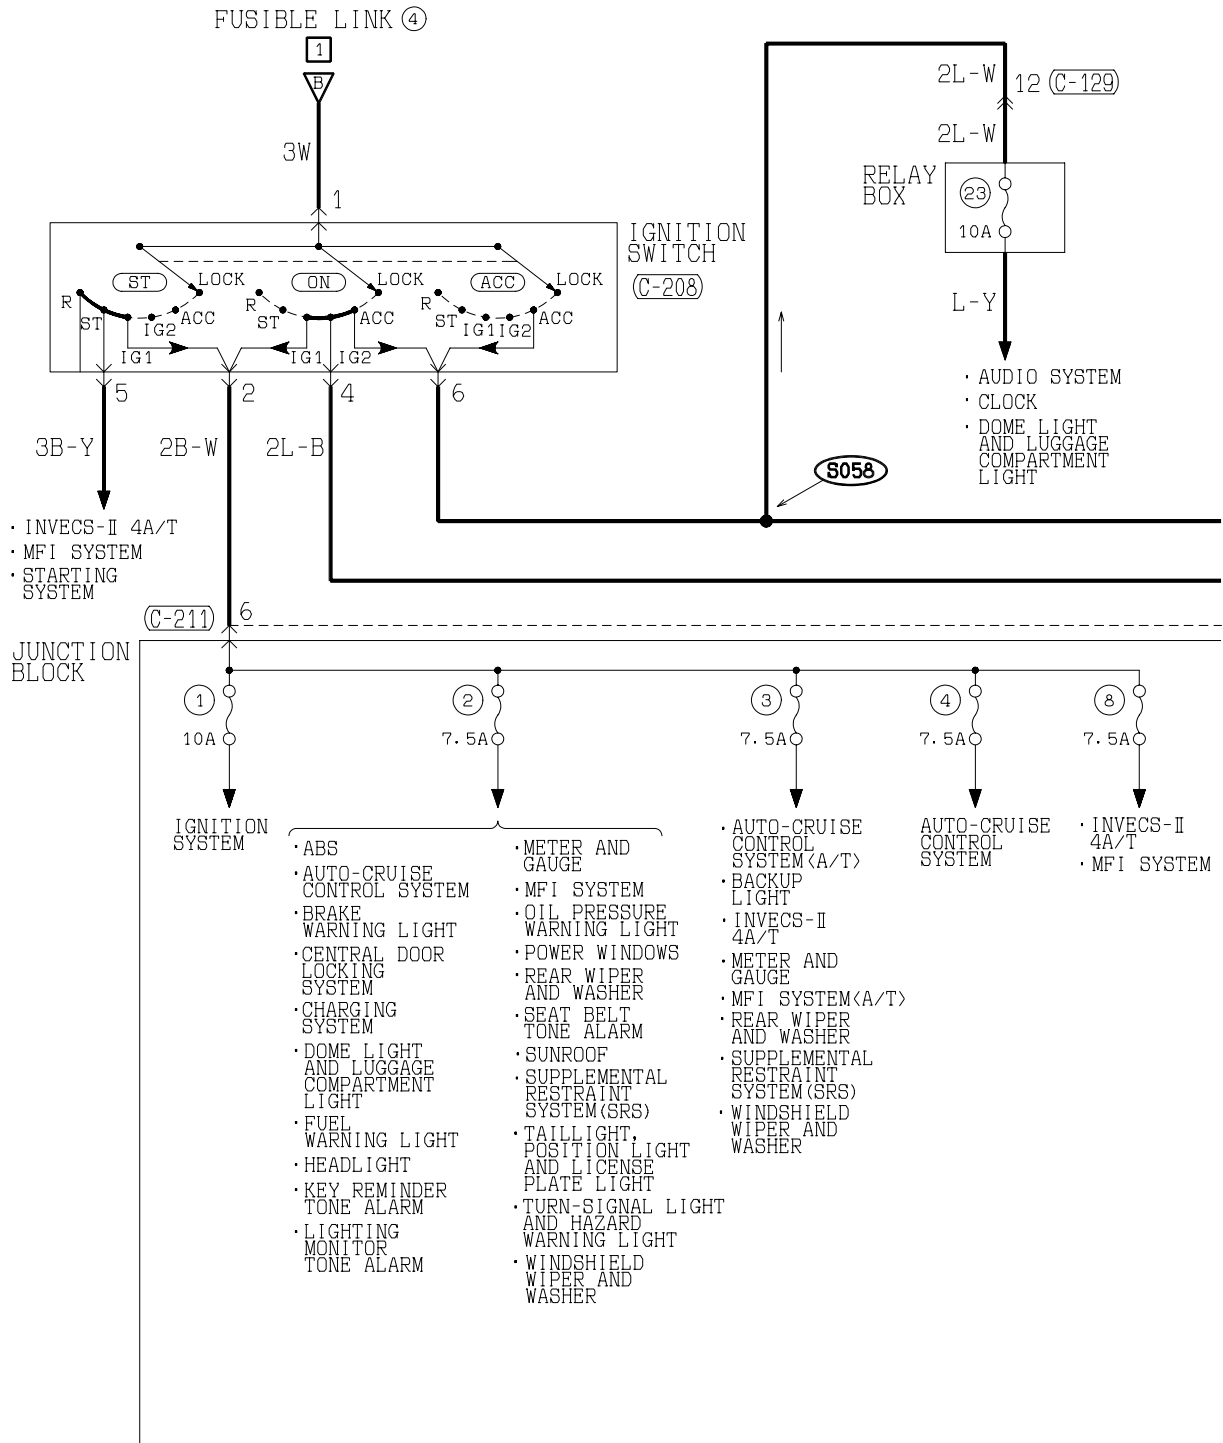 FUSIBLE LINK ④
1
B
3W
1
IGNITION
SWITCH
(C-208)
ST
LOCK
ON
LOCK
ACC
LOCK
R
ST
IG1
IG2
ACC
R
ST
IG1
IG2
ACC
R
ST
IG1
IG2
ACC
5
2
4
6
3B-Y
2B-W
2L-B
2L-W
12 (C-129)
2L-W
RELAY
BOX
23
10A
L-Y
· AUDIO SYSTEM
· CLOCK
· DOME LIGHT
AND LUGGAGE
COMPARTMENT
LIGHT
S058
· INVECS-Ⅱ 4A/T
· MFI SYSTEM
· STARTING
SYSTEM
(C-211) 6
JUNCTION
BLOCK
1
10A
2
7.5A
3
7.5A
4
7.5A
8
7.5A
IGNITION
SYSTEM
· ABS
· AUTO-CRUISE
CONTROL SYSTEM
· BRAKE
WARNING LIGHT
· CENTRAL DOOR
LOCKING
SYSTEM
· CHARGING
SYSTEM
· DOME LIGHT
AND LUGGAGE
COMPARTMENT
LIGHT
· FUEL
WARNING LIGHT
· HEADLIGHT
· KEY REMINDER
TONE ALARM
· LIGHTING
MONITOR
TONE ALARM
· METER AND
GAUGE
· MFI SYSTEM
· OIL PRESSURE
WARNING LIGHT
· POWER WINDOWS
· REAR WIPER
AND WASHER
· SEAT BELT
TONE ALARM
· SUNROOF
· SUPPLEMENTAL
RESTRAINT
SYSTEM(SRS)
· TAILLIGHT,
POSITION LIGHT
AND LICENSE
PLATE LIGHT
· TURN-SIGNAL LIGHT
AND HAZARD
WARNING LIGHT
· WINDSHIELD
WIPER AND
WASHER
· AUTO-CRUISE
CONTROL
SYSTEM<A/T>
· BACKUP
LIGHT
· INVECS-Ⅱ
4A/T
· METER AND
GAUGE
· MFI SYSTEM<A/T>
· REAR WIPER
AND WASHER
· SUPPLEMENTAL
RESTRAINT
SYSTEM(SRS)
· WINDSHIELD
WIPER AND
WASHER
AUTO-CRUISE
CONTROL
SYSTEM
· INVECS-Ⅱ
4A/T
· MFI SYSTEM